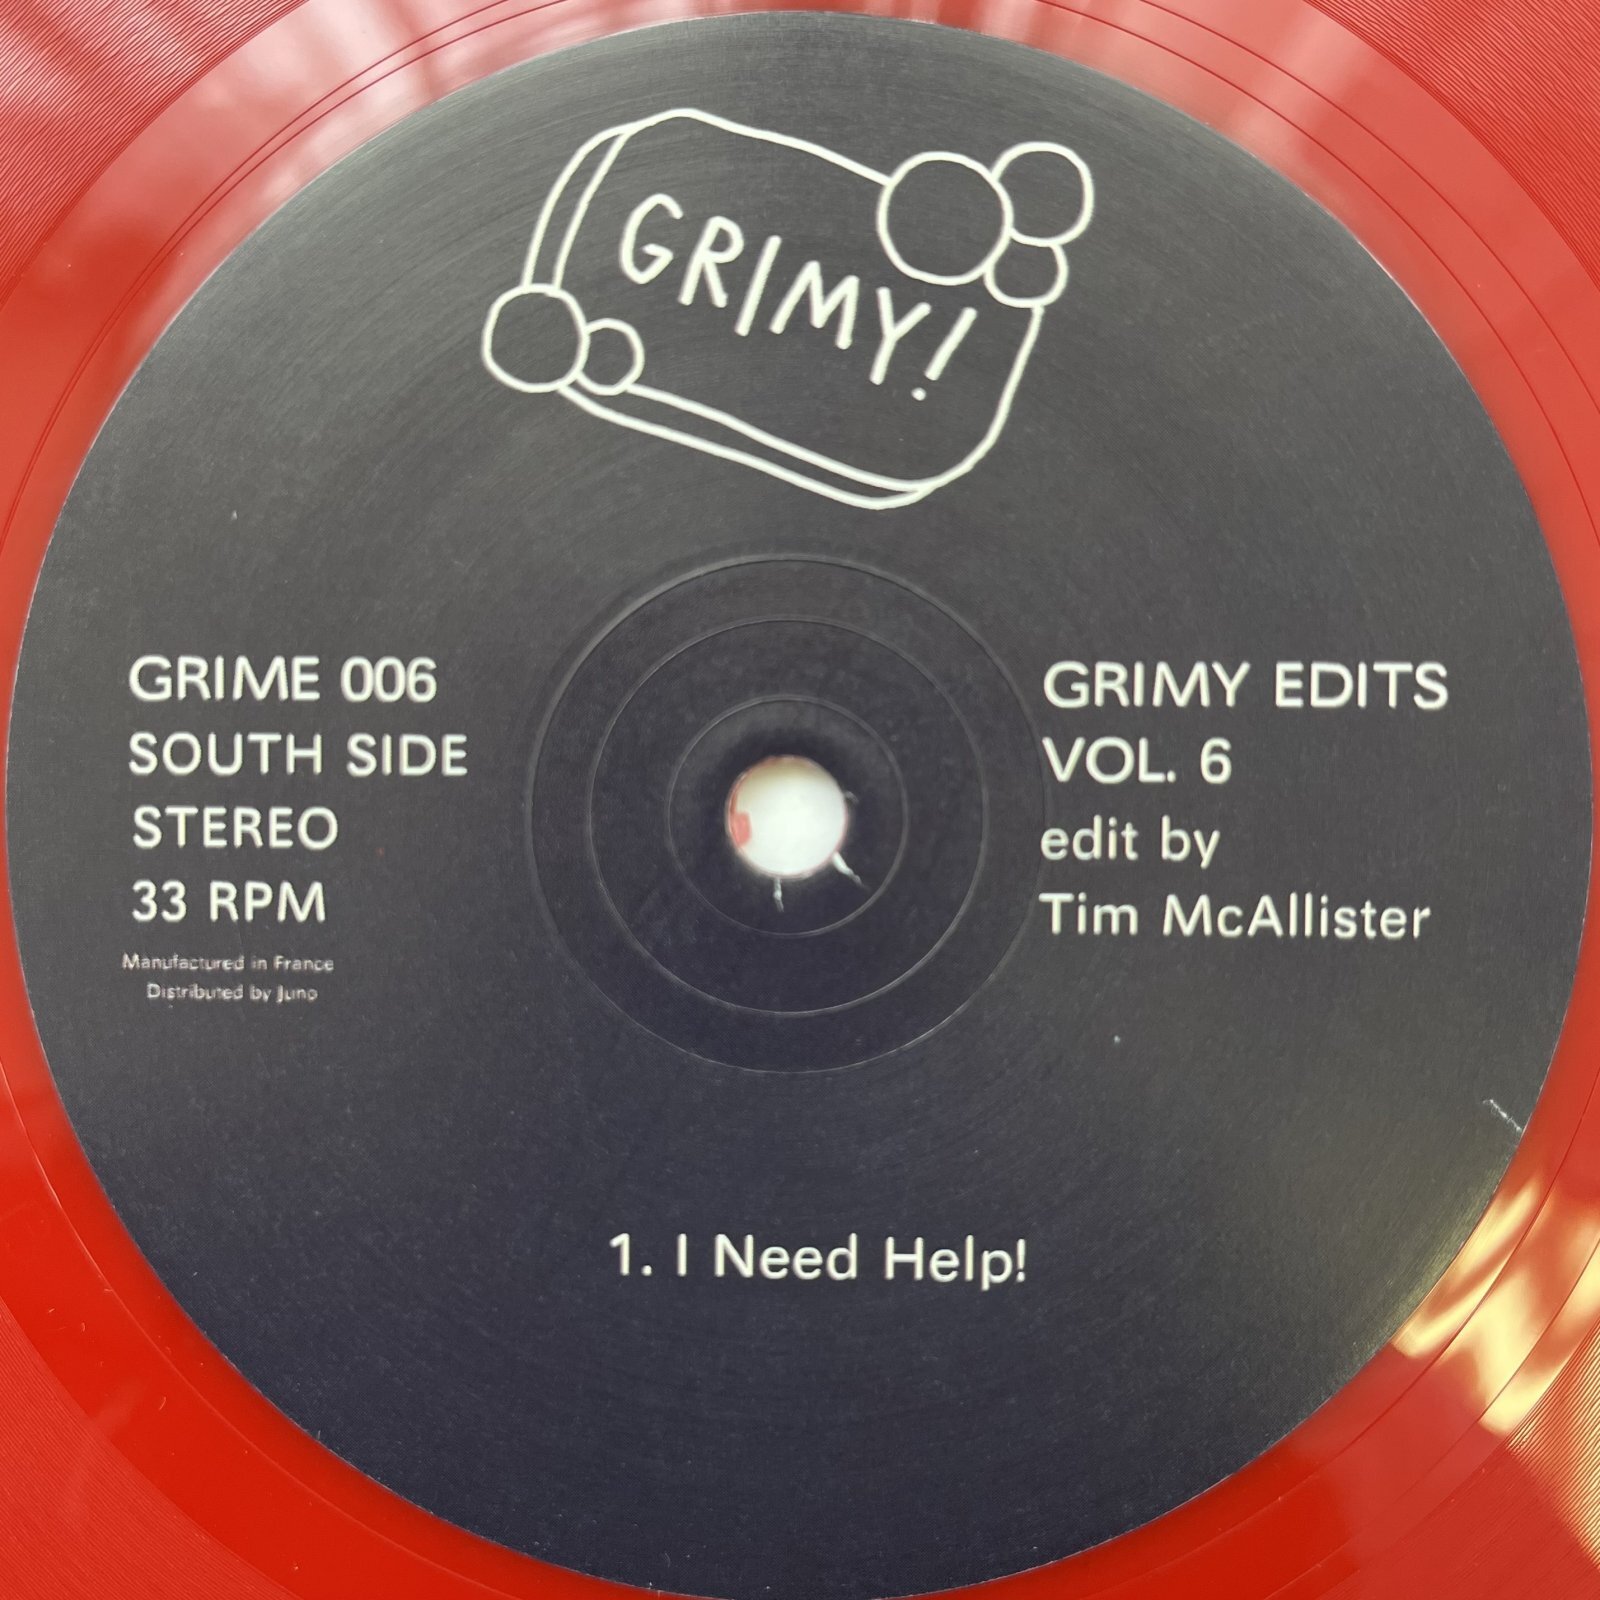 GRIMY!
GRIME 006
SOUTH SIDE
STEREO
33 RPM
Manufactured in France
Distributed by Juno
GRIMY EDITS
VOL. 6
edit by
Tim McAllister
1. I Need Help!